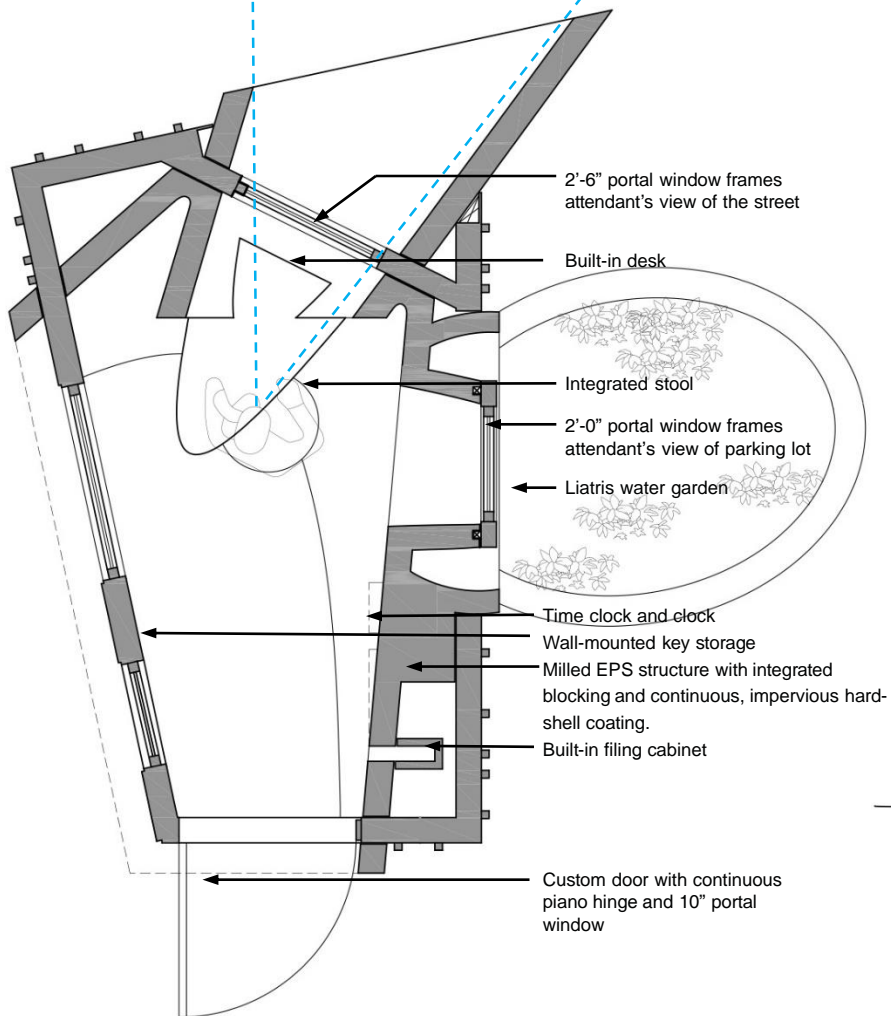 2’-6” portal window frames
attendant’s view of the street
Built-in desk
Integrated stool
2’-0” portal window frames
attendant’s view of parking lot
Liatris water garden
Time clock and clock
Wall-mounted key storage
Milled EPS structure with integrated
blocking and continuous, impervious hard-
shell coating.
Built-in filing cabinet
Custom door with continuous
piano hinge and 10” portal
window